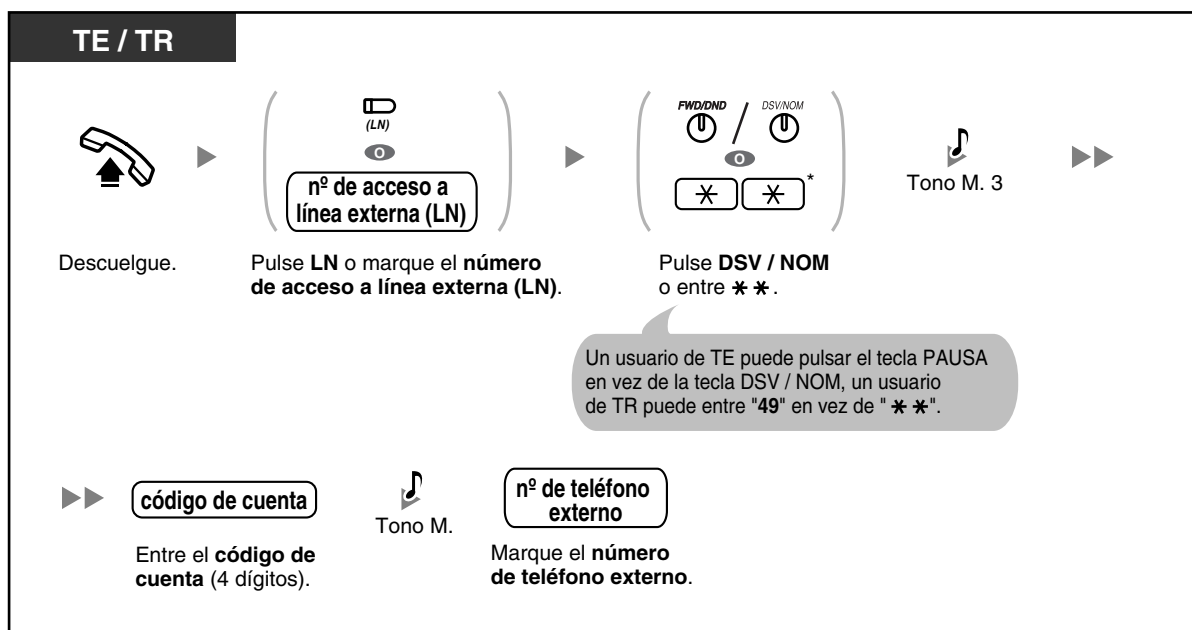 TE / TR
(LN)
O
nº de acceso a
línea externa (LN)
FWD/DND / DSV/NOM
O
* * *
Tono M. 3
Descuelgue.
Pulse LN o marque el número
de acceso a línea externa (LN).
Pulse DSV / NOM
o entre * * .
Un usuario de TE puede pulsar el tecla PAUSA
en vez de la tecla DSV / NOM, un usuario
de TR puede entre "49" en vez de " * *".
código de cuenta
Tono M.
nº de teléfono
externo
Entre el código de
cuenta (4 dígitos).
Marque el número
de teléfono externo.